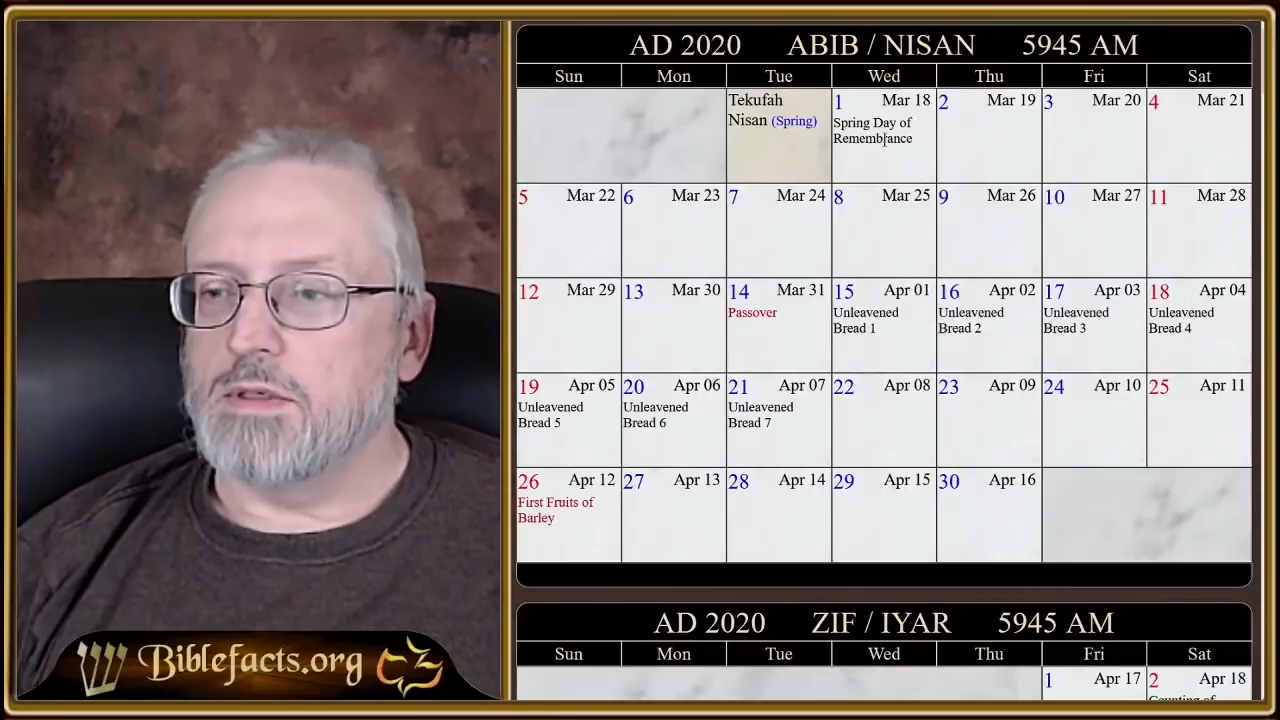 AD 2020 ABIB / NISAN 5945 AM
Sun Mon Tue Wed Thu Fri Sat
Tekufah
Nisan (Spring)
1 Mar 18
Spring Day of
Remembrance
2 Mar 19
3 Mar 20
4 Mar 21
5 Mar 22
6 Mar 23
7 Mar 24
8 Mar 25
9 Mar 26
10 Mar 27
11 Mar 28
12 Mar 29
13 Mar 30
14 Mar 31
Passover
15 Apr 01
Unleavened
Bread 1
16 Apr 02
Unleavened
Bread 2
17 Apr 03
Unleavened
Bread 3
18 Apr 04
Unleavened
Bread 4
19 Apr 05
Unleavened
Bread 5
20 Apr 06
Unleavened
Bread 6
21 Apr 07
Unleavened
Bread 7
22 Apr 08
23 Apr 09
24 Apr 10
25 Apr 11
26 Apr 12
First Fruits of
Barley
27 Apr 13
28 Apr 14
29 Apr 15
30 Apr 16
AD 2020 ZIF / IYAR 5945 AM
Sun Mon Tue Wed Thu Fri Sat
1 Apr 17
2 Apr 18
Counting of
Biblefacts.org